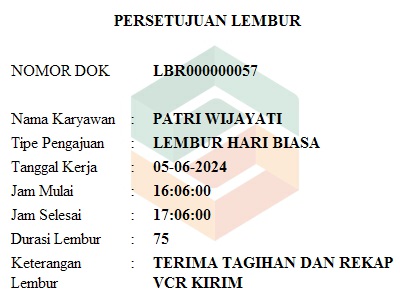 PERSETUJUAN LEMBUR
NOMOR DOK LBR000000057
Nama Karyawan : PATRI WIJAYATI
Tipe Pengajuan : LEMBUR HARI BIASA
Tanggal Kerja : 05-06-2024
Jam Mulai : 16:06:00
Jam Selesai : 17:06:00
Durasi Lembur : 75
Keterangan : TERIMA TAGIHAN DAN REKAP
Lembur VCR KIRIM